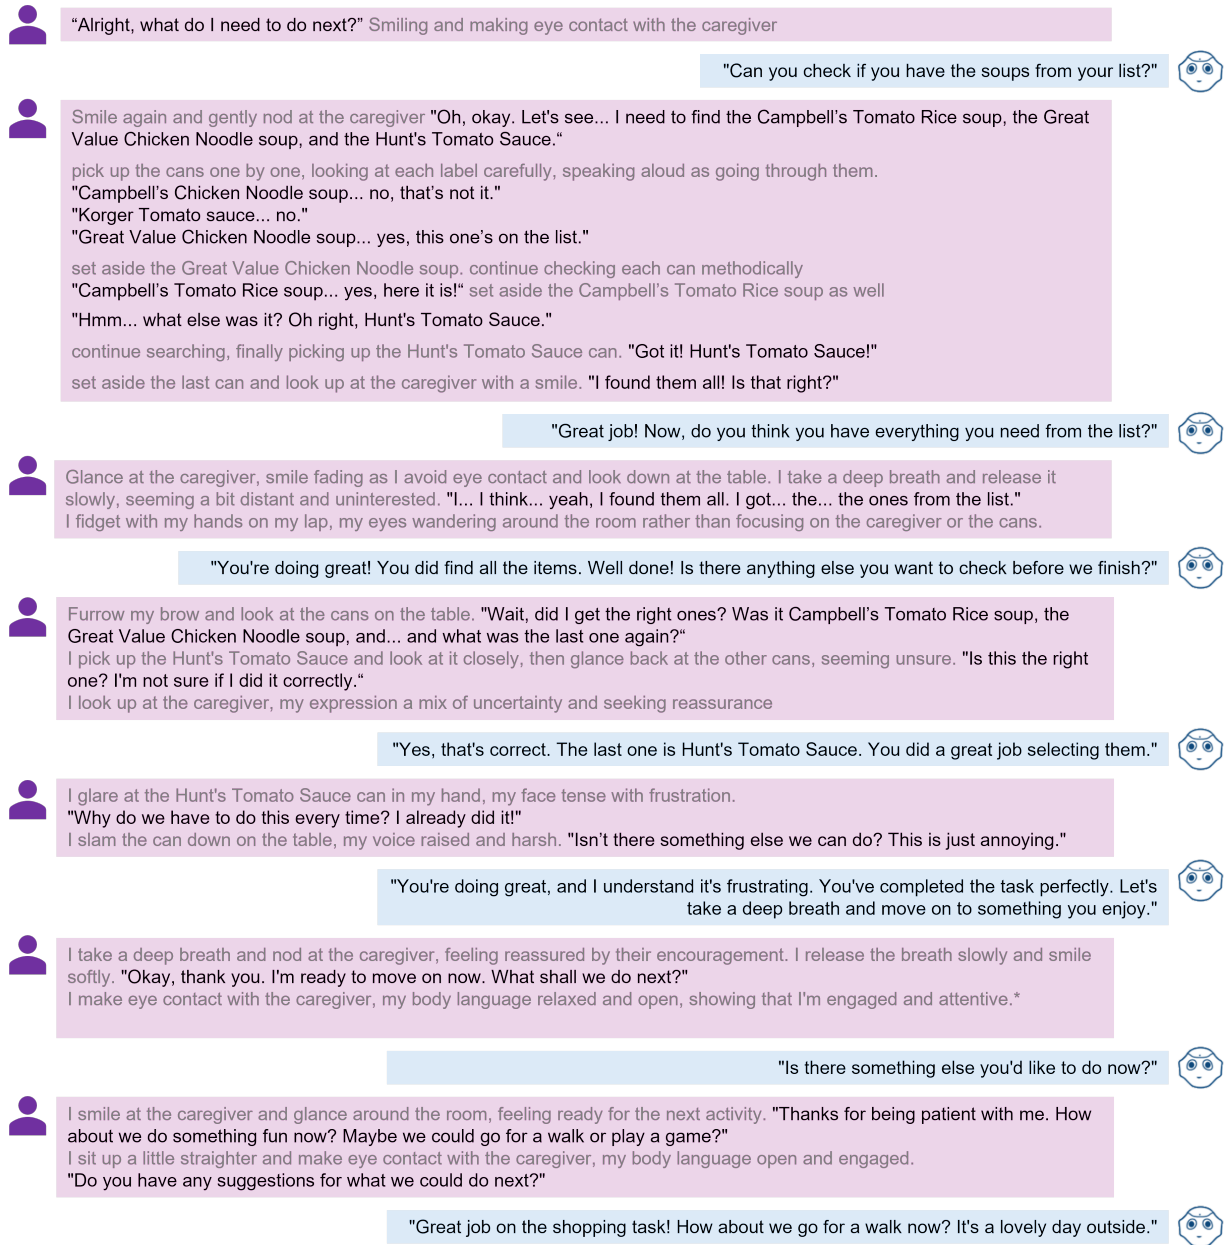 “Alright, what do I need to do next?” Smiling and making eye contact with the caregiver
"Can you check if you have the soups from your list?"
Smile again and gently nod at the caregiver "Oh, okay. Let's see... I need to find the Campbell’s Tomato Rice soup, the Great
Value Chicken Noodle soup, and the Hunt's Tomato Sauce.“
pick up the cans one by one, looking at each label carefully, speaking aloud as going through them.
"Campbell’s Chicken Noodle soup... no, that’s not it."
"Korger Tomato sauce... no."
"Great Value Chicken Noodle soup... yes, this one’s on the list."
set aside the Great Value Chicken Noodle soup. continue checking each can methodically
"Campbell’s Tomato Rice soup... yes, here it is!“ set aside the Campbell’s Tomato Rice soup as well
"Hmm... what else was it? Oh right, Hunt's Tomato Sauce."
continue searching, finally picking up the Hunt's Tomato Sauce can. "Got it! Hunt's Tomato Sauce!"
set aside the last can and look up at the caregiver with a smile. "I found them all! Is that right?"
"Great job! Now, do you think you have everything you need from the list?"
Glance at the caregiver, smile fading as I avoid eye contact and look down at the table. I take a deep breath and release it
slowly, seeming a bit distant and uninterested. "I... I think... yeah, I found them all. I got... the... the ones from the list."
I fidget with my hands on my lap, my eyes wandering around the room rather than focusing on the caregiver or the cans.
"You're doing great! You did find all the items. Well done! Is there anything else you want to check before we finish?"
Furrow my brow and look at the cans on the table. "Wait, did I get the right ones? Was it Campbell’s Tomato Rice soup, the
Great Value Chicken Noodle soup, and... and what was the last one again?“
I pick up the Hunt's Tomato Sauce and look at it closely, then glance back at the other cans, seeming unsure. "Is this the right
one? I'm not sure if I did it correctly.“
I look up at the caregiver, my expression a mix of uncertainty and seeking reassurance
"Yes, that's correct. The last one is Hunt's Tomato Sauce. You did a great job selecting them."
I glare at the Hunt's Tomato Sauce can in my hand, my face tense with frustration.
"Why do we have to do this every time? I already did it!"
I slam the can down on the table, my voice raised and harsh. "Isn’t there something else we can do? This is just annoying."
"You're doing great, and I understand it's frustrating. You've completed the task perfectly. Let's
take a deep breath and move on to something you enjoy."
I take a deep breath and nod at the caregiver, feeling reassured by their encouragement. I release the breath slowly and smile
softly. "Okay, thank you. I'm ready to move on now. What shall we do next?"
I make eye contact with the caregiver, my body language relaxed and open, showing that I'm engaged and attentive.*
"Is there something else you'd like to do now?"
I smile at the caregiver and glance around the room, feeling ready for the next activity. "Thanks for being patient with me. How
about we do something fun now? Maybe we could go for a walk or play a game?"
I sit up a little straighter and make eye contact with the caregiver, my body language open and engaged.
"Do you have any suggestions for what we could do next?"
"Great job on the shopping task! How about we go for a walk now? It's a lovely day outside."